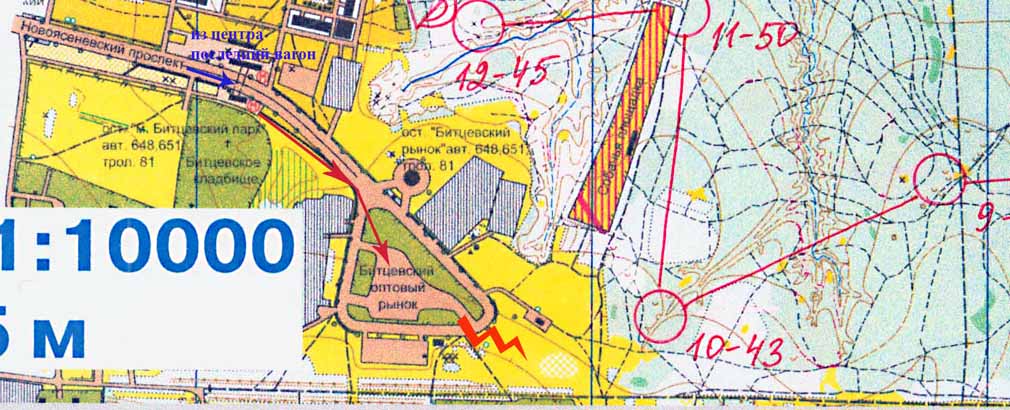 кий
Новоясеневский проспект
из центра
последний вагон
11-50
12-45
ост. "м. Битцевский парк"
авт. 648,651
трол. 81
Битцевское
кладбище
ост. "Битцевский
рынок"авт. 648,651,
трол. 81
1:10000
5 м
Битцевский
оптовый
рынок
9-
10-43